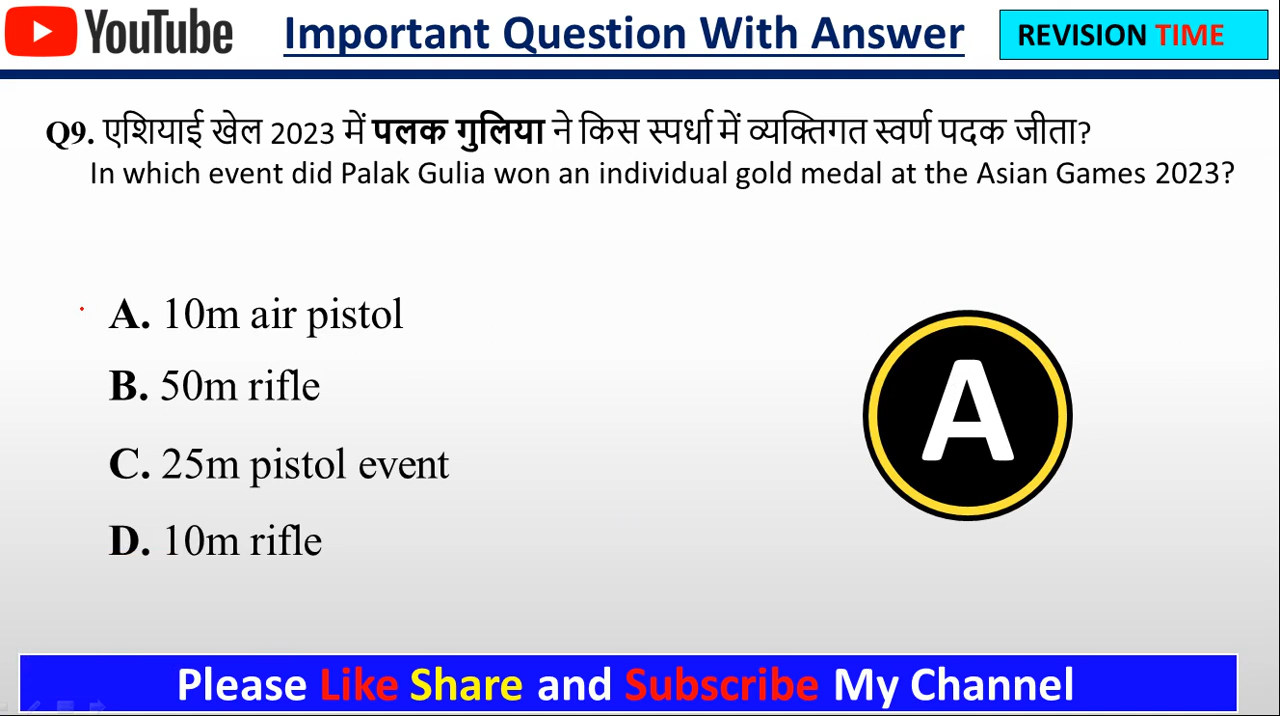 YouTube
Important Question With Answer
REVISION TIME
Q9. एशियाई खेल 2023 में पलक गुलिया ने किस स्पर्धा में व्यक्तिगत स्वर्ण पदक जीता?
In which event did Palak Gulia won an individual gold medal at the Asian Games 2023?
A. 10m air pistol
B. 50m rifle
C. 25m pistol event
D. 10m rifle
A
Please Like Share and Subscribe My Channel